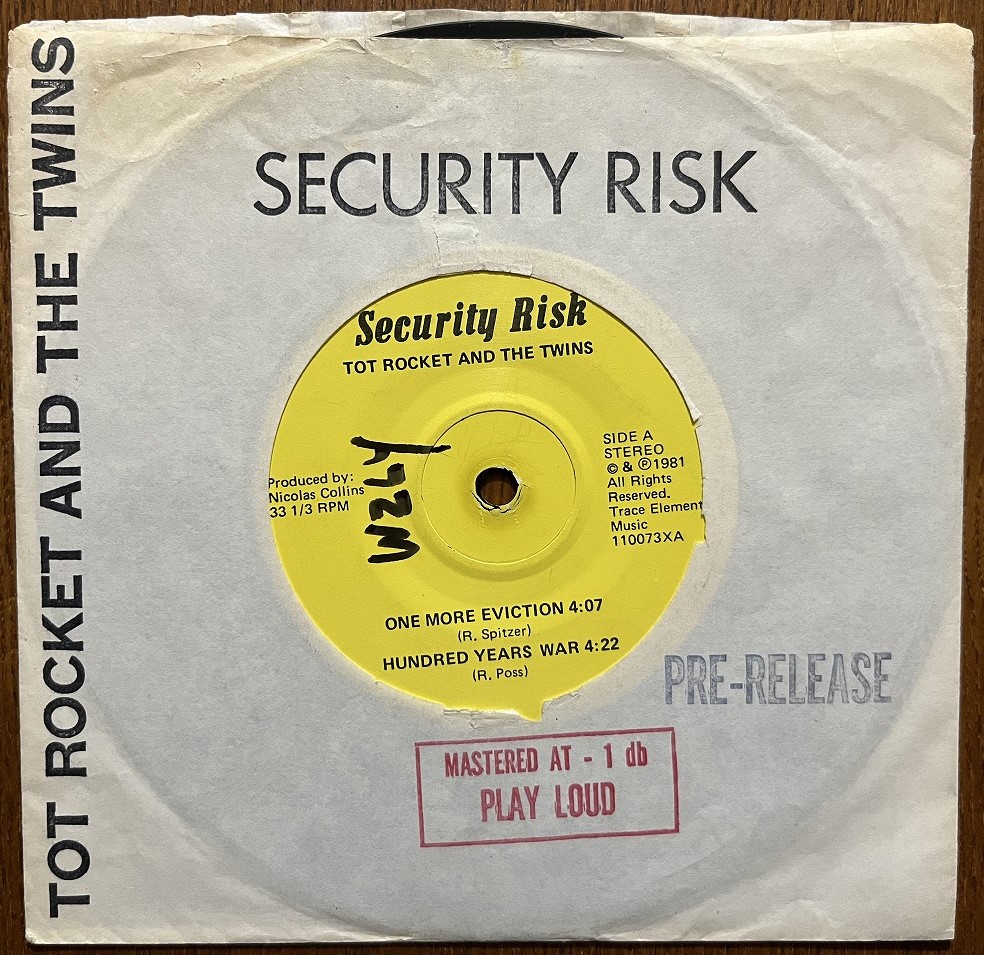 TOT ROCKET AND THE TWINS
SECURITY RISK
Security Risk
TOT ROCKET AND THE TWINS
Produced by:
Nicolas Collins
33 1/3 RPM
WZLY
SIDE A
STEREO
© & ℗ 1981
All Rights
Reserved.
Trace Element
Music
110073XA
ONE MORE EVICTION 4:07
(R. Spitzer)
HUNDRED YEARS WAR 4:22
(R. Poss)
PRE-RELEASE
MASTERED AT - 1 db
PLAY LOUD